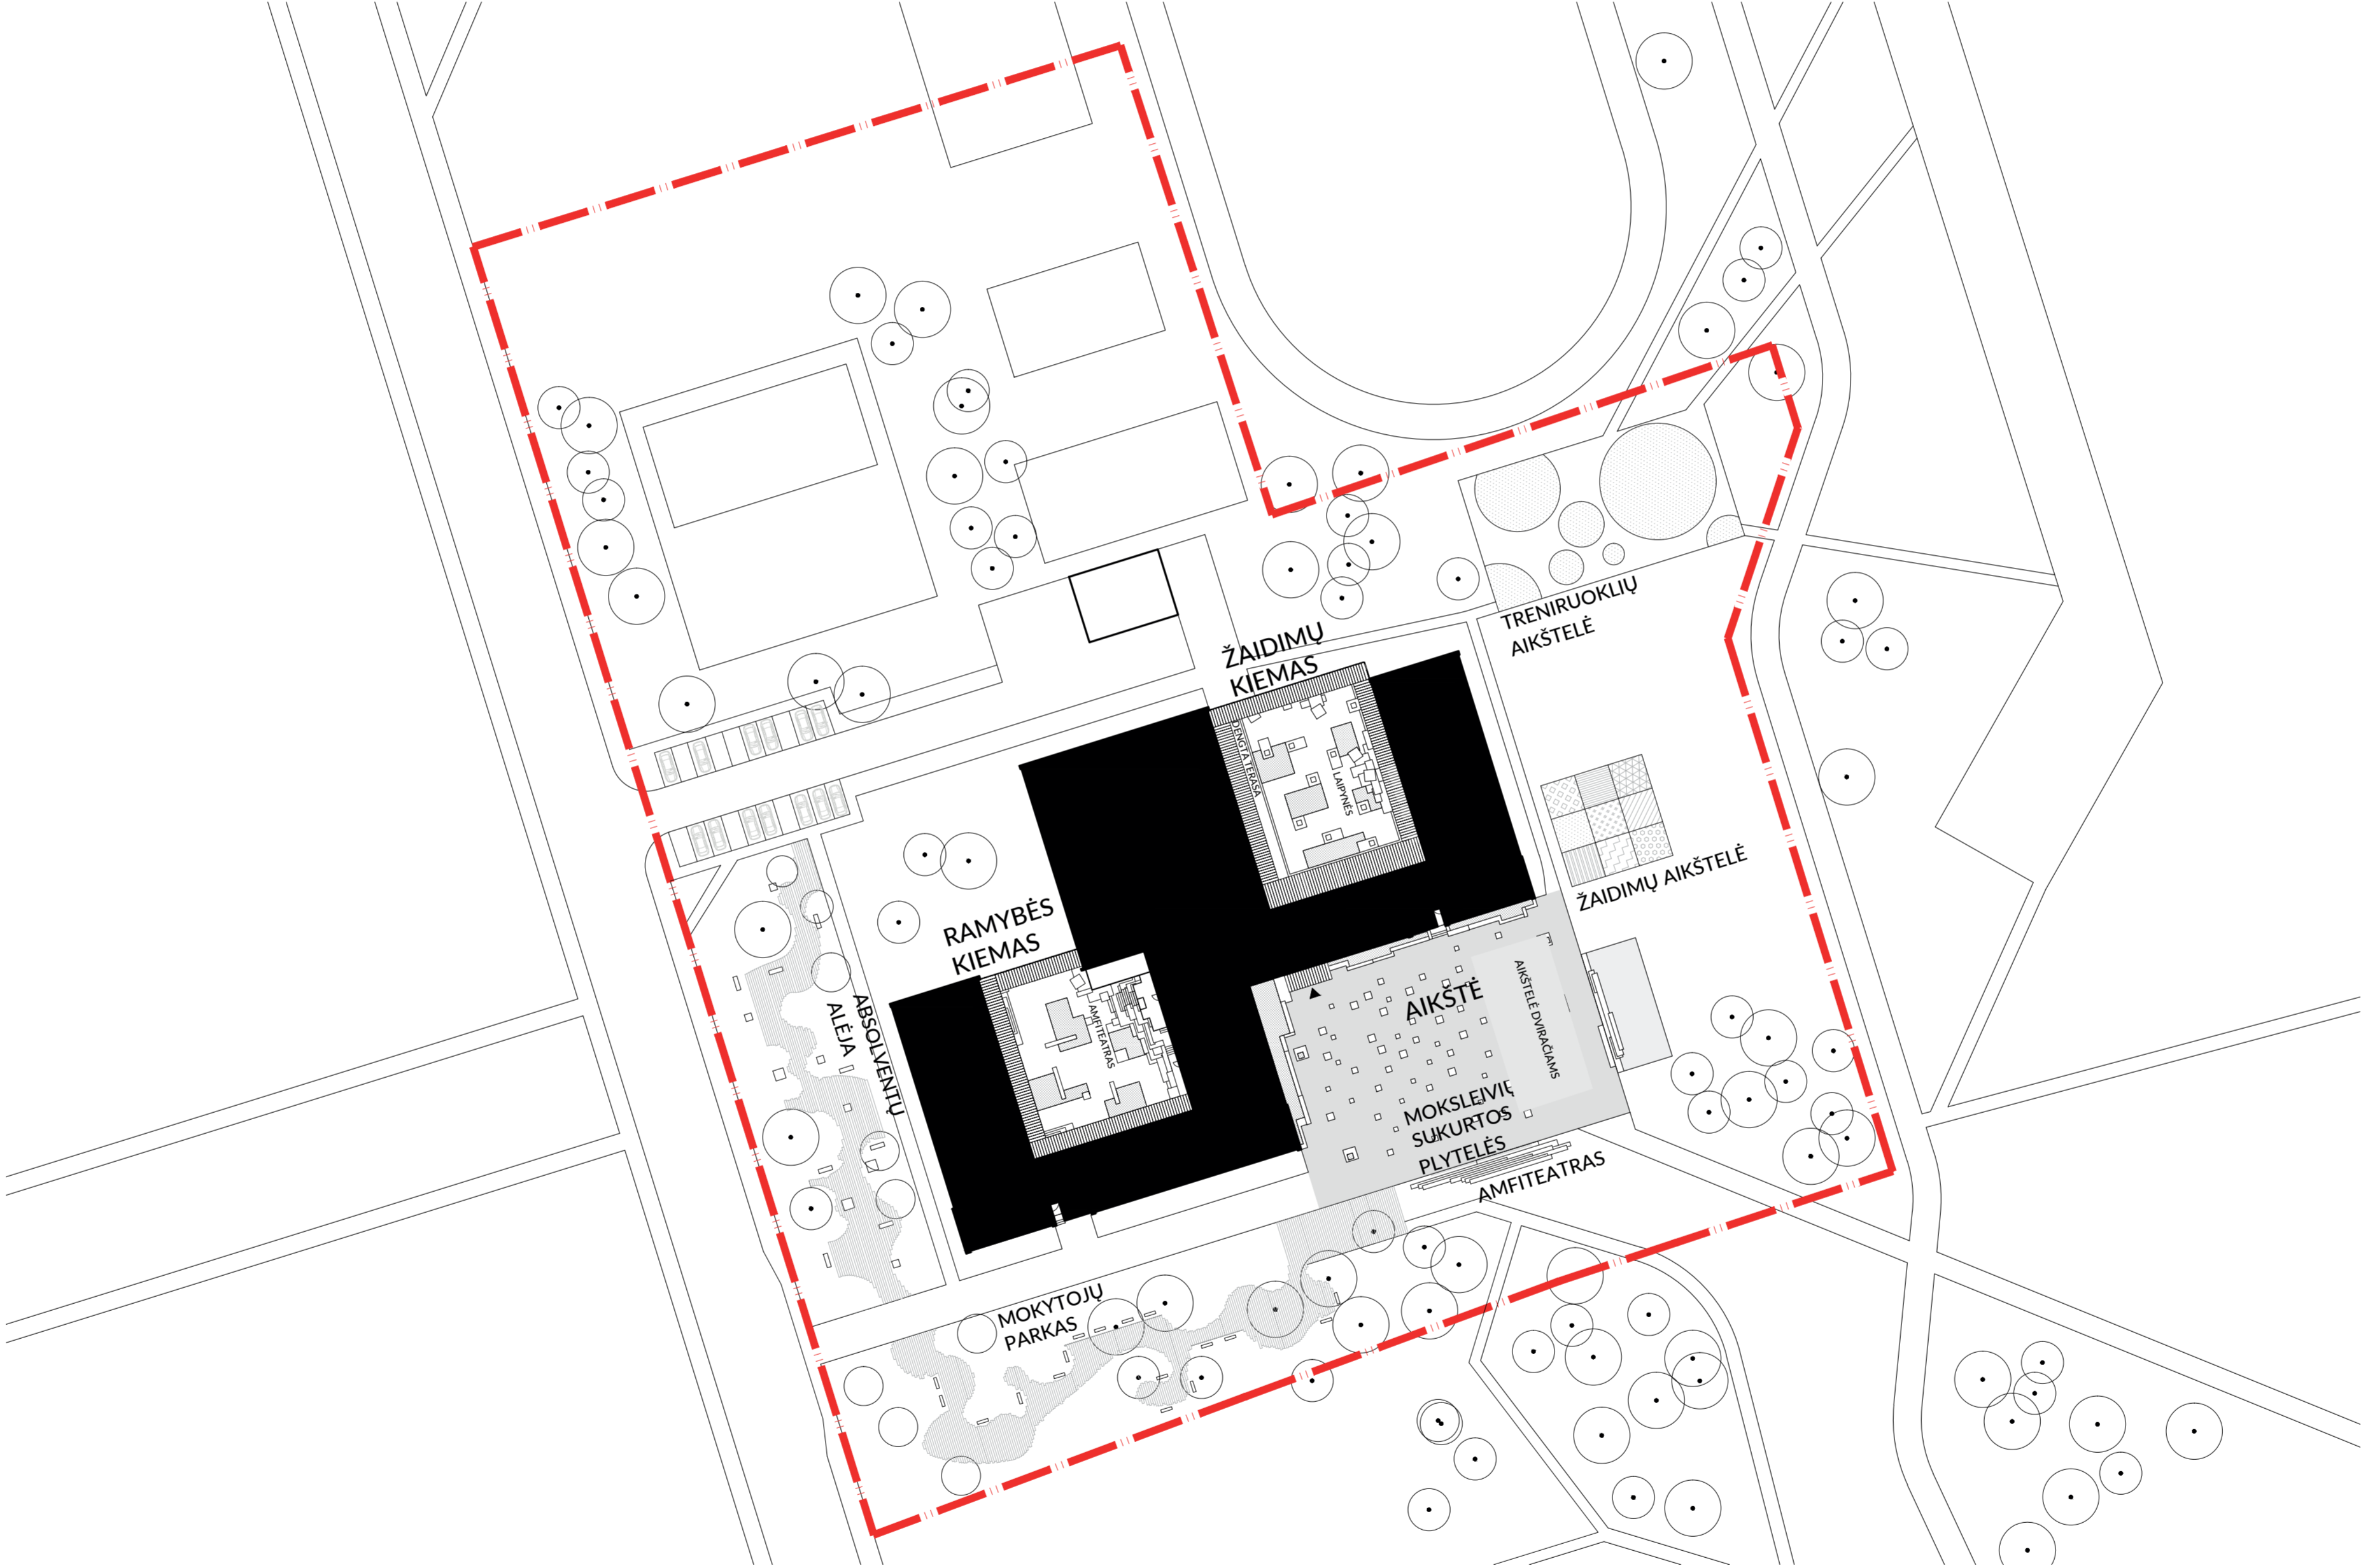 ŽAIDIMŲ
KIEMAS
TRENIRUOKLIŲ
AIKŠTELĖ
DENGTA TERASA
LAIPYNĖS
ŽAIDIMŲ AIKŠTELĖ
RAMYBĖS
KIEMAS
AMFITEATRAS
ABSOLVENTŲ
ALĖJA
AIKŠTĖ
AIKŠTELĖ DVIRAČIAMS
MOKSLEIVIŲ
SUKURTOS
PLYTELĖS
AMFITEATRAS
MOKYTOJŲ
PARKAS